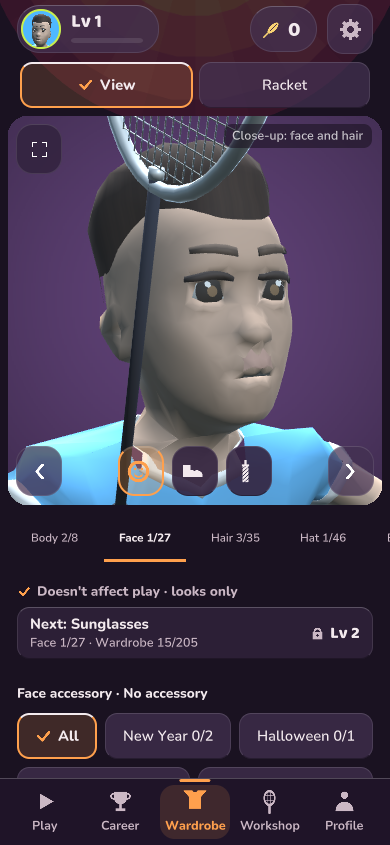 Lv 1
0
View
Racket
Close-up: face and hair
Body 2/8
Face 1/27
Hair 3/35
Hat 1/46
Doesn't affect play · looks only
Next: Sunglasses
Face 1/27 · Wardrobe 15/205
Lv 2
Face accessory · No accessory
All
New Year 0/2
Halloween 0/1
Play
Career
Wardrobe
Workshop
Profile